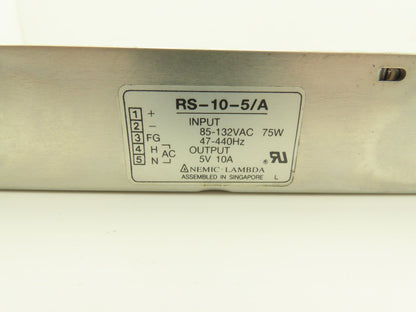 RS-10-5/A
1 +
2 -
3 FG
4 H
5 N
AC
INPUT
85-132VAC 75W
47-440Hz
OUTPUT
5V 10A
NEMIC-LAMBDA
ASSEMBLED IN SINGAPORE L